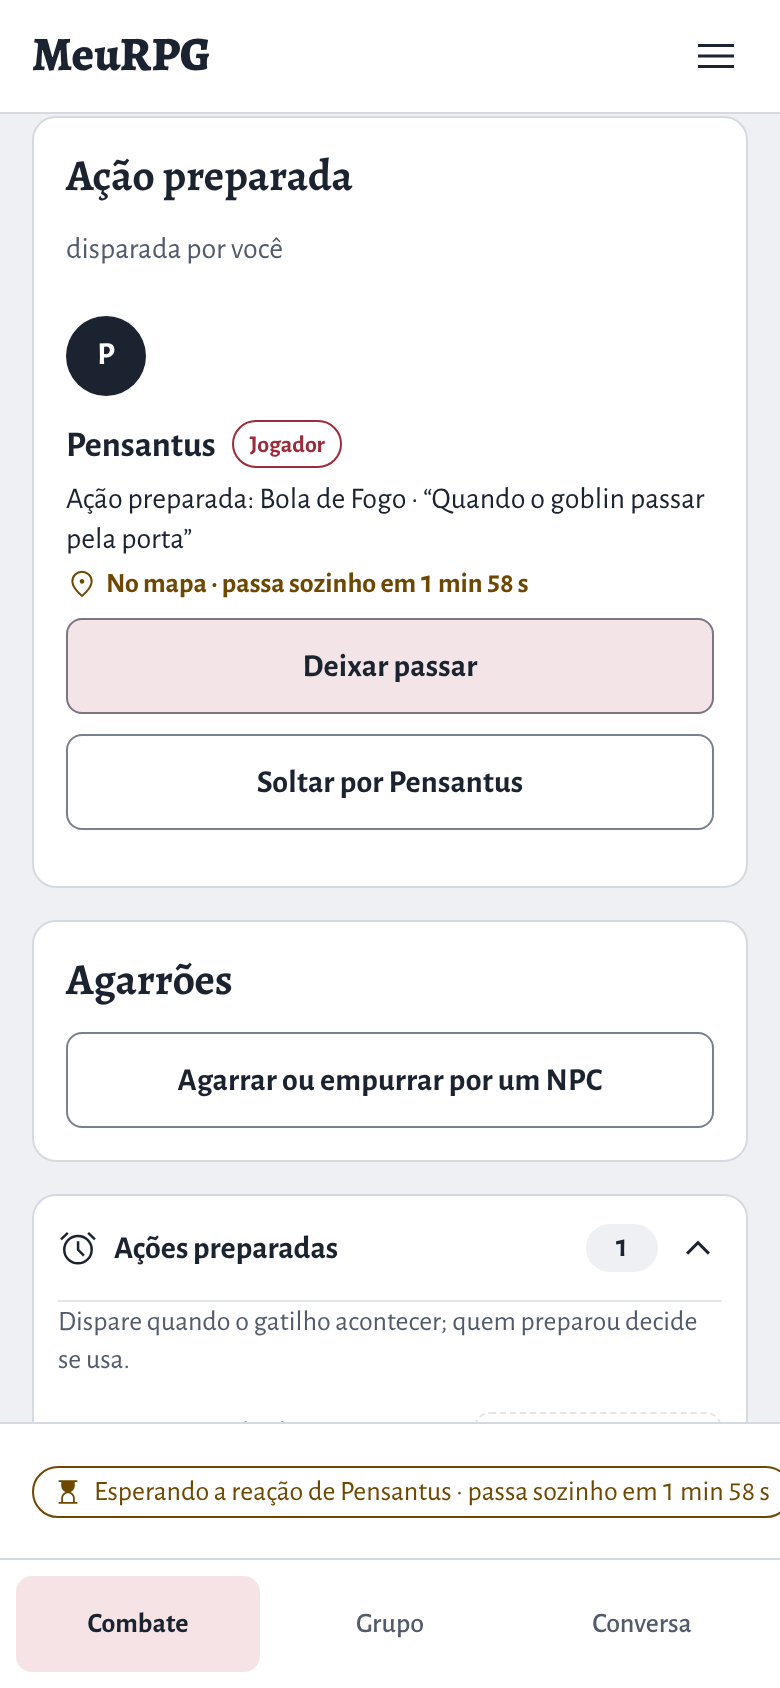 MeuRPG
Ação preparada
disparada por você
P
Pensantus
Jogador
Ação preparada: Bola de Fogo · “Quando o goblin passar
pela porta”
No mapa · passa sozinho em 1 min 58 s
Deixar passar
Soltar por Pensantus
Agarrões
Agarrar ou empurrar por um NPC
Ações preparadas
1
Dispare quando o gatilho acontecer; quem preparou decide
se usa.
Esperando a reação de Pensantus · passa sozinho em 1 min 58 s
Combate
Grupo
Conversa